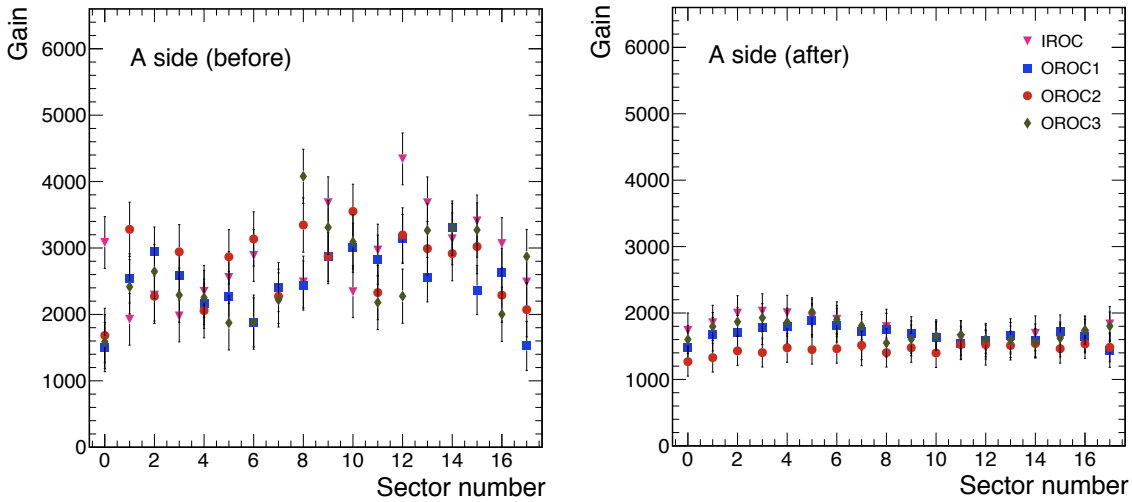 Gain
A side (before)
6000
5000
4000
3000
2000
1000
0
0 2 4 6 8 10 12 14 16
Sector number
Gain
A side (after)
IROC
OROC1
OROC2
OROC3
6000
5000
4000
3000
2000
1000
0
0 2 4 6 8 10 12 14 16
Sector number